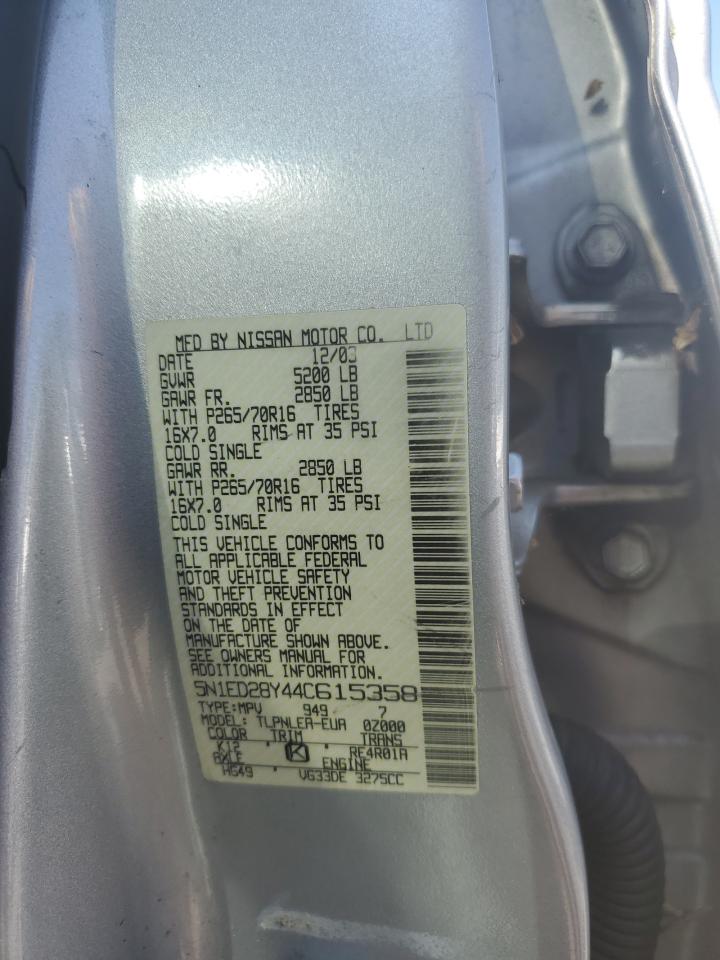 MFD BY NISSAN MOTOR CO. LTD
DATE 12/03
GVWR 5200 LB
GAWR FR. 2850 LB
WITH P265/70R16 TIRES
16X7.0 RIMS AT 35 PSI
COLD SINGLE
GAWR RR. 2850 LB
WITH P265/70R16 TIRES
16X7.0 RIMS AT 35 PSI
COLD SINGLE
THIS VEHICLE CONFORMS TO
ALL APPLICABLE FEDERAL
MOTOR VEHICLE SAFETY
AND THEFT PREVENTION
STANDARDS IN EFFECT
ON THE DATE OF
MANUFACTURE SHOWN ABOVE.
SEE OWNERS MANUAL FOR
ADDITIONAL INFORMATION.
5N1ED28Y44C615358
TYPE:MPV 949 7
MODEL: TLPNLEA-EUA 0Z000
COLOR TRIM TRANS
K12 K RE4R01A
AXLE ENGINE
HG49 VG33DE 3275CC